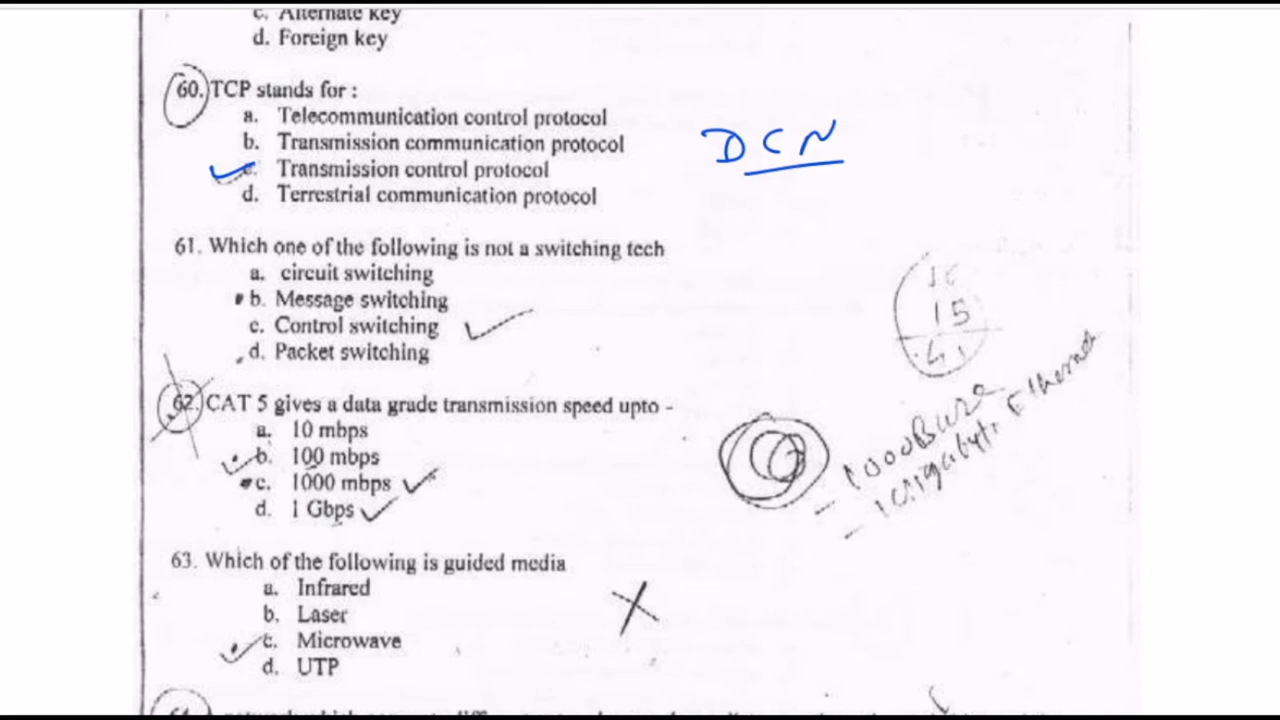 c. Alternate key
d. Foreign key
60. TCP stands for :
a. Telecommunication control protocol
b. Transmission communication protocol
c. Transmission control protocol
d. Terrestrial communication protocol
DCN
61. Which one of the following is not a switching tech
a. circuit switching
b. Message switching
c. Control switching
d. Packet switching
15
62. CAT 5 gives a data grade transmission speed upto -
a. 10 mbps
b. 100 mbps
c. 1000 mbps
d. 1 Gbps
- 1000Base
Ethernet
63. Which of the following is guided media
a. Infrared
b. Laser
c. Microwave
d. UTP